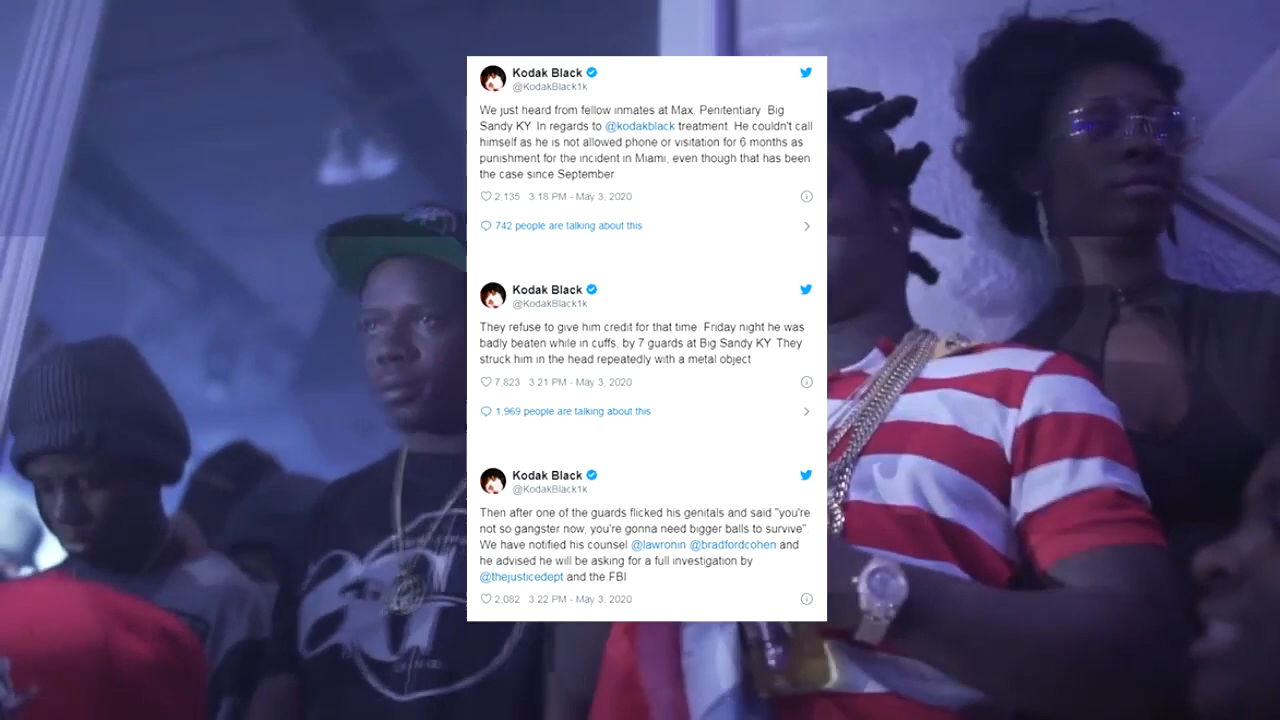 Kodak Black
@KodakBlack1k
We just heard from fellow inmates at Max. Penitentiary Big
Sandy KY In regards to @kodakblack treatment He couldn't call
himself as he is not allowed phone or visitation for 6 months as
punishment for the incident in Miami, even though that has been
the case since September
2,135 3:18 PM - May 3, 2020
742 people are talking about this
Kodak Black
@KodakBlack1k
They refuse to give him credit for that time Friday night he was
badly beaten while in cuffs, by 7 guards at Big Sandy KY They
struck him in the head repeatedly with a metal object
7,823 3:21 PM - May 3, 2020
1,969 people are talking about this
Kodak Black
@KodakBlack1k
Then after one of the guards flicked his genitals and said "you're
not so gangster now, you're gonna need bigger balls to survive"
We have notified his counsel @lawronin @bradfordcohen and
he advised he will be asking for a full investigation by
@thejusticedept and the FBI
2,082 3:22 PM - May 3, 2020